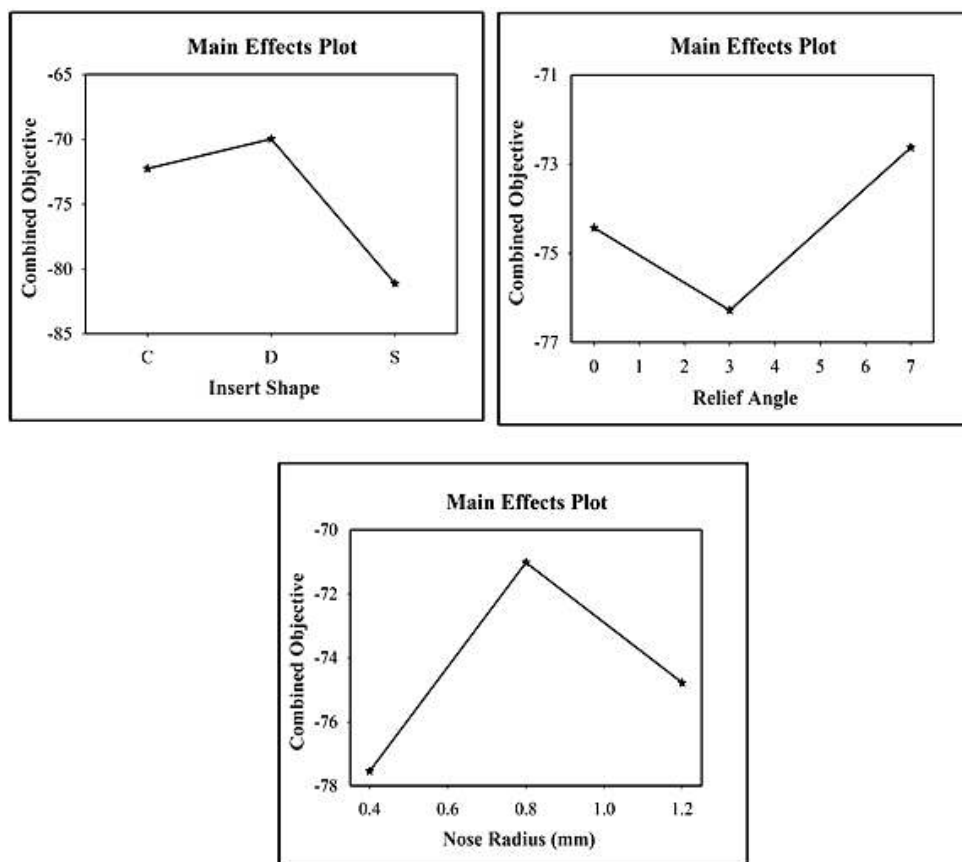 Main Effects Plot
-65
-70
-75
-80
-85
Combined Objective
C D S
Insert Shape
Main Effects Plot
-71
-73
-75
-77
Combined Objective
0 1 2 3 4 5 6 7
Relief Angle
Main Effects Plot
-70
-72
-74
-76
-78
Combined Objective
0.4 0.6 0.8 1.0 1.2
Nose Radius (mm)